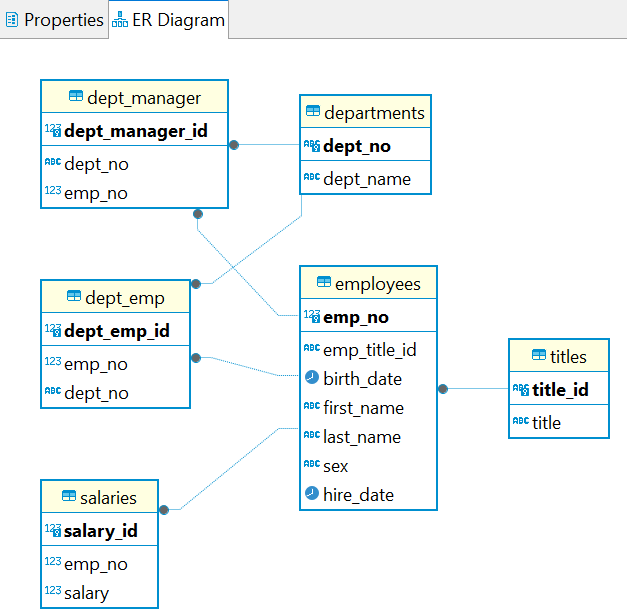 Properties
ER Diagram
dept_manager
123 dept_manager_id
ABC dept_no
123 emp_no
departments
ABC dept_no
ABC dept_name
dept_emp
123 dept_emp_id
123 emp_no
ABC dept_no
employees
123 emp_no
ABC emp_title_id
birth_date
ABC first_name
ABC last_name
ABC sex
hire_date
titles
ABC title_id
ABC title
salaries
123 salary_id
123 emp_no
123 salary